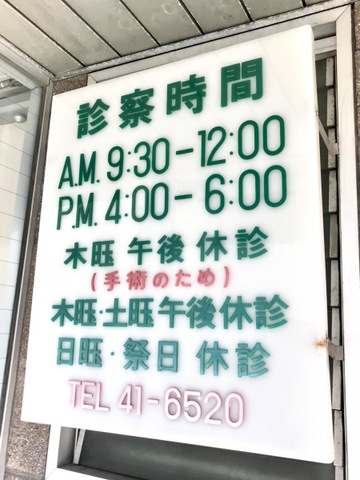 診察時間
A.M. 9:30-12:00
P.M. 4:00-6:00
木旺 午後 休診
(手術のため)
木旺・土旺午後休診
日旺・祭日 休診
TEL 41-6520